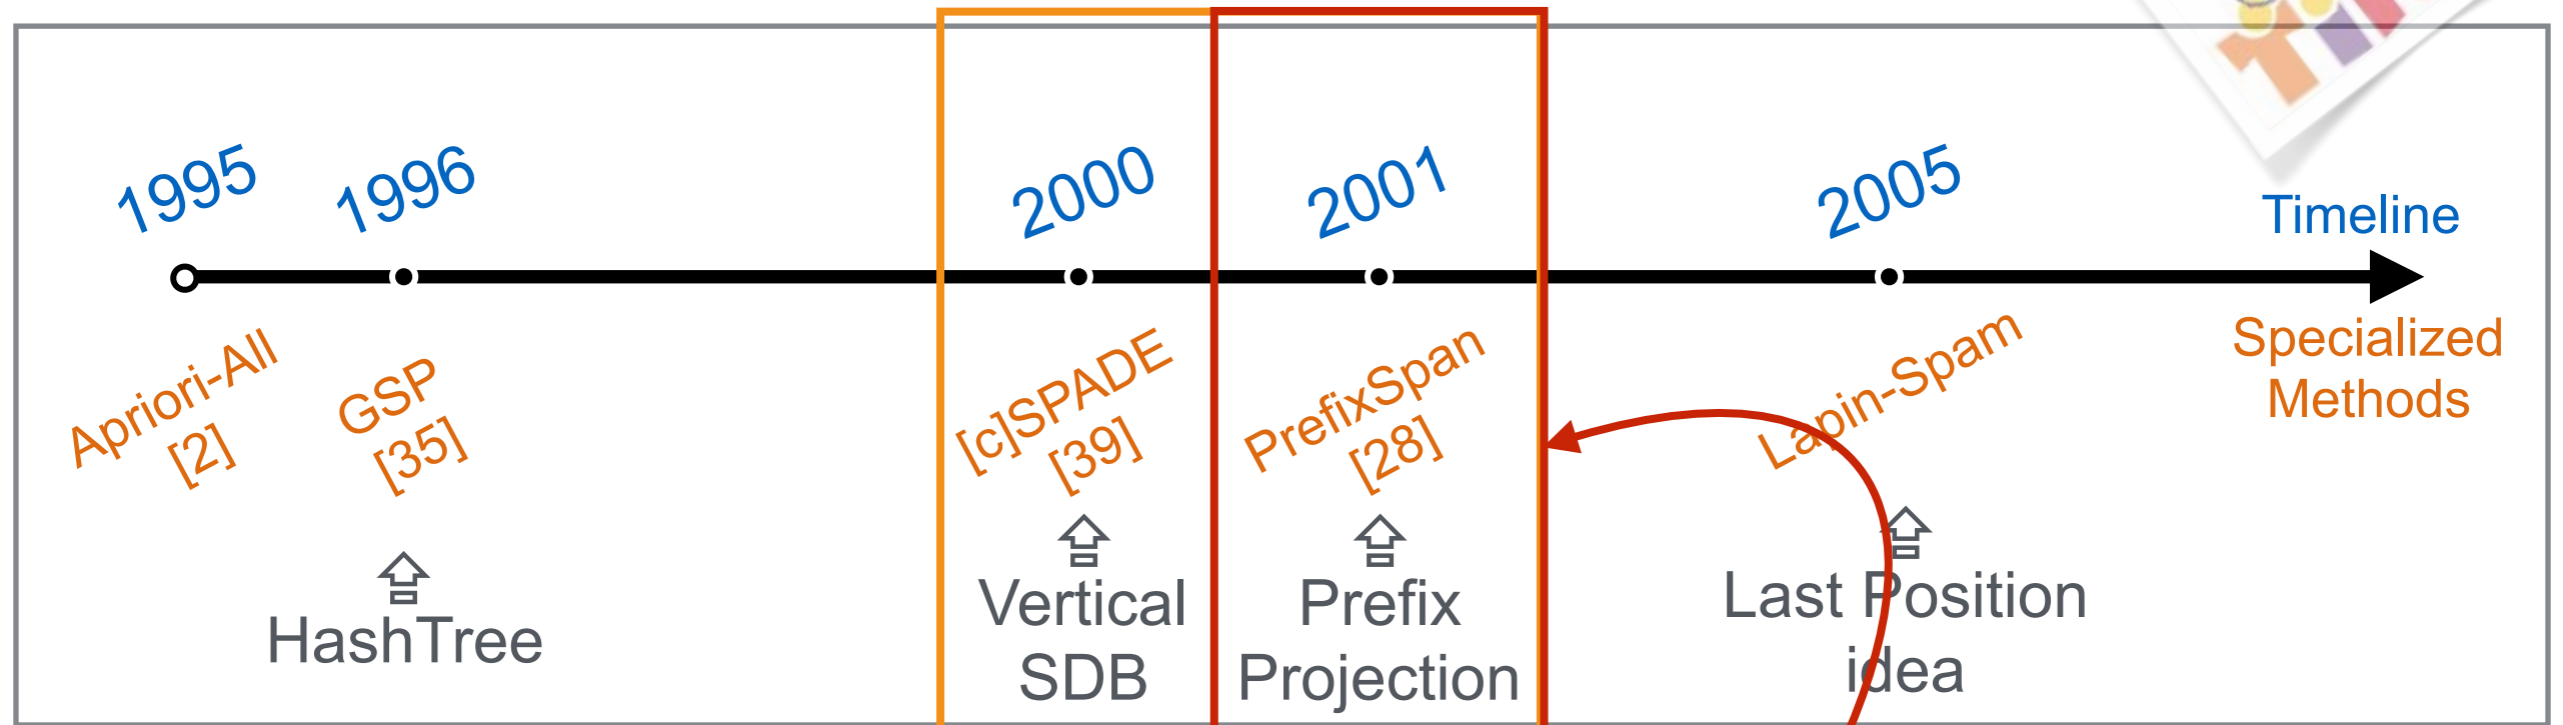 1995
1996
2000
2001
2005
Timeline
Apriori-All
[2]
GSP
[35]
[c]SPADE
[39]
PrefixSpan
[28]
Lapin-Spam
Specialized
Methods
HashTree
Vertical
SDB
Prefix
Projection
Last Position
idea